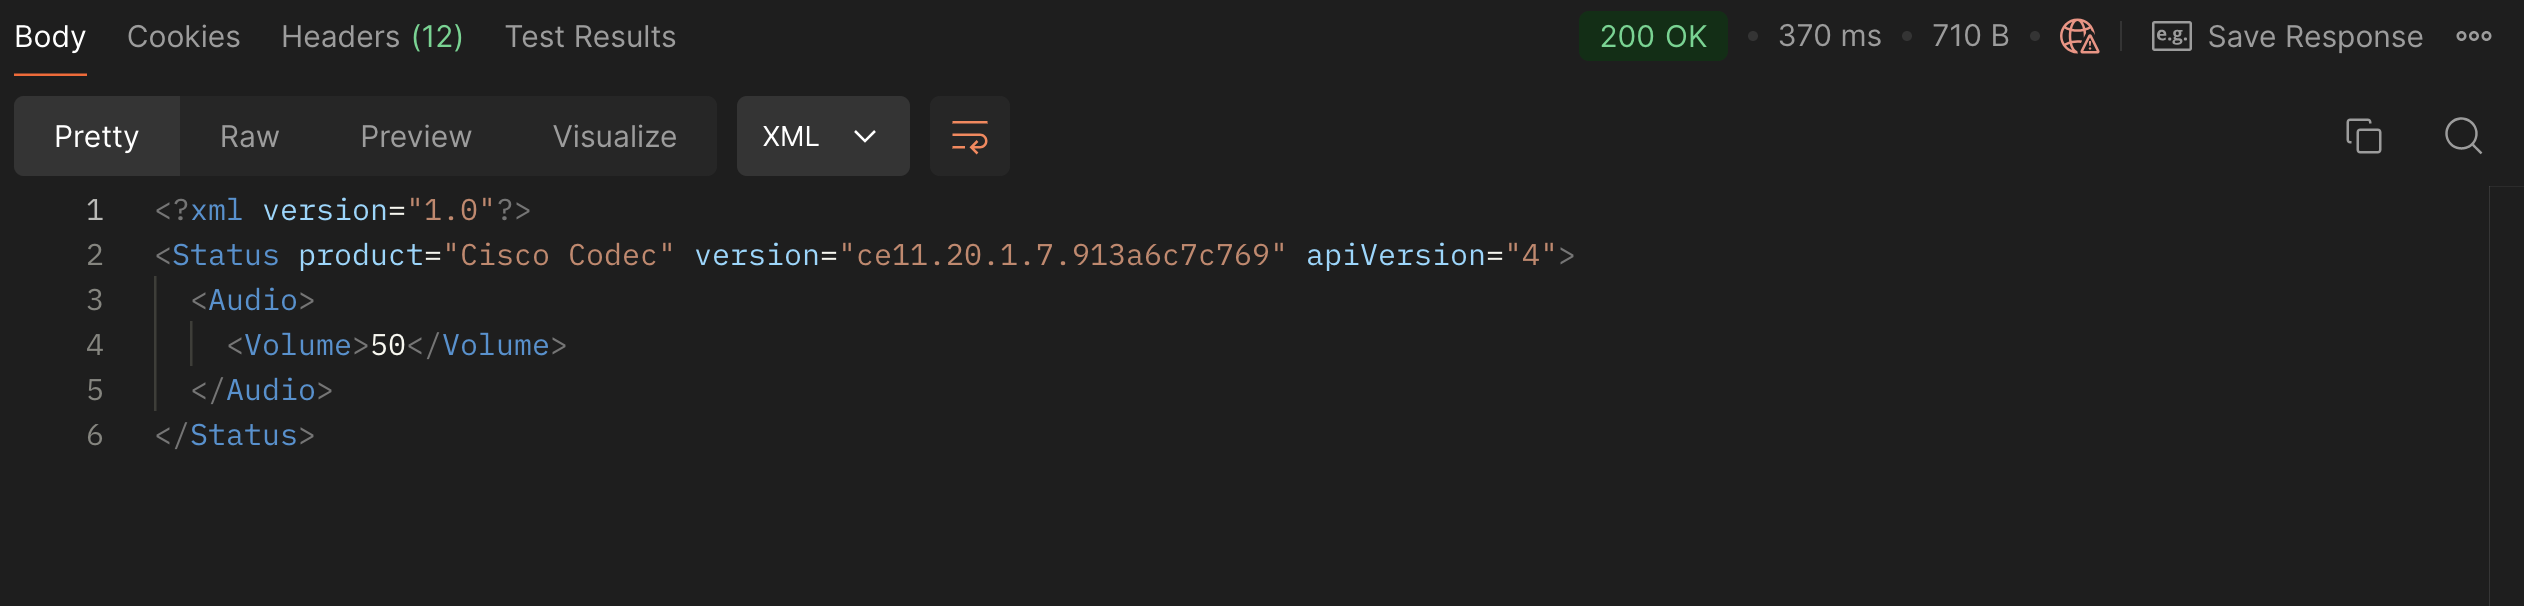 Body Cookies Headers (12) Test Results 200 OK • 370 ms • 710 B • e.g. Save Response
Pretty Raw Preview Visualize XML
1 <?xml version="1.0"?>
2 <Status product="Cisco Codec" version="ce11.20.1.7.913a6c7c769" apiVersion="4">
3 <Audio>
4 <Volume>50</Volume>
5 </Audio>
6 </Status>